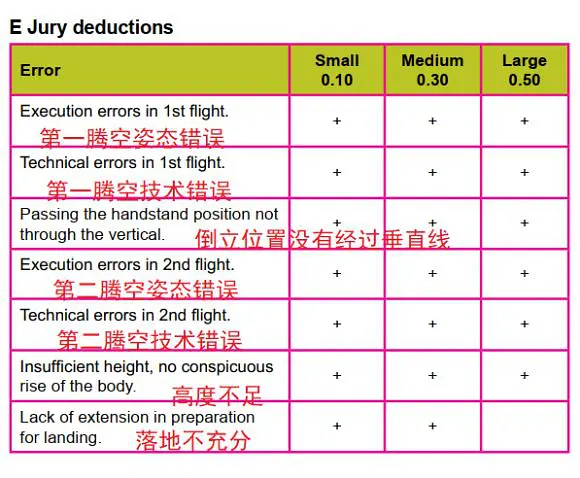 E Jury deductions
Error
Small
0.10
Medium
0.30
Large
0.50
Execution errors in 1st flight.
+ + +
第一腾空姿态错误
Technical errors in 1st flight.
+ + +
第一腾空技术错误
Passing the handstand position not
through the vertical.
+ + +
倒立位置没有经过垂直线
Execution errors in 2nd flight.
+ + +
第二腾空姿态错误
Technical errors in 2nd flight.
+ + +
第二腾空技术错误
Insufficient height, no conspicuous
rise of the body.
+ +
高度不足
Lack of extension in preparation
for landing.
+ +
落地不充分